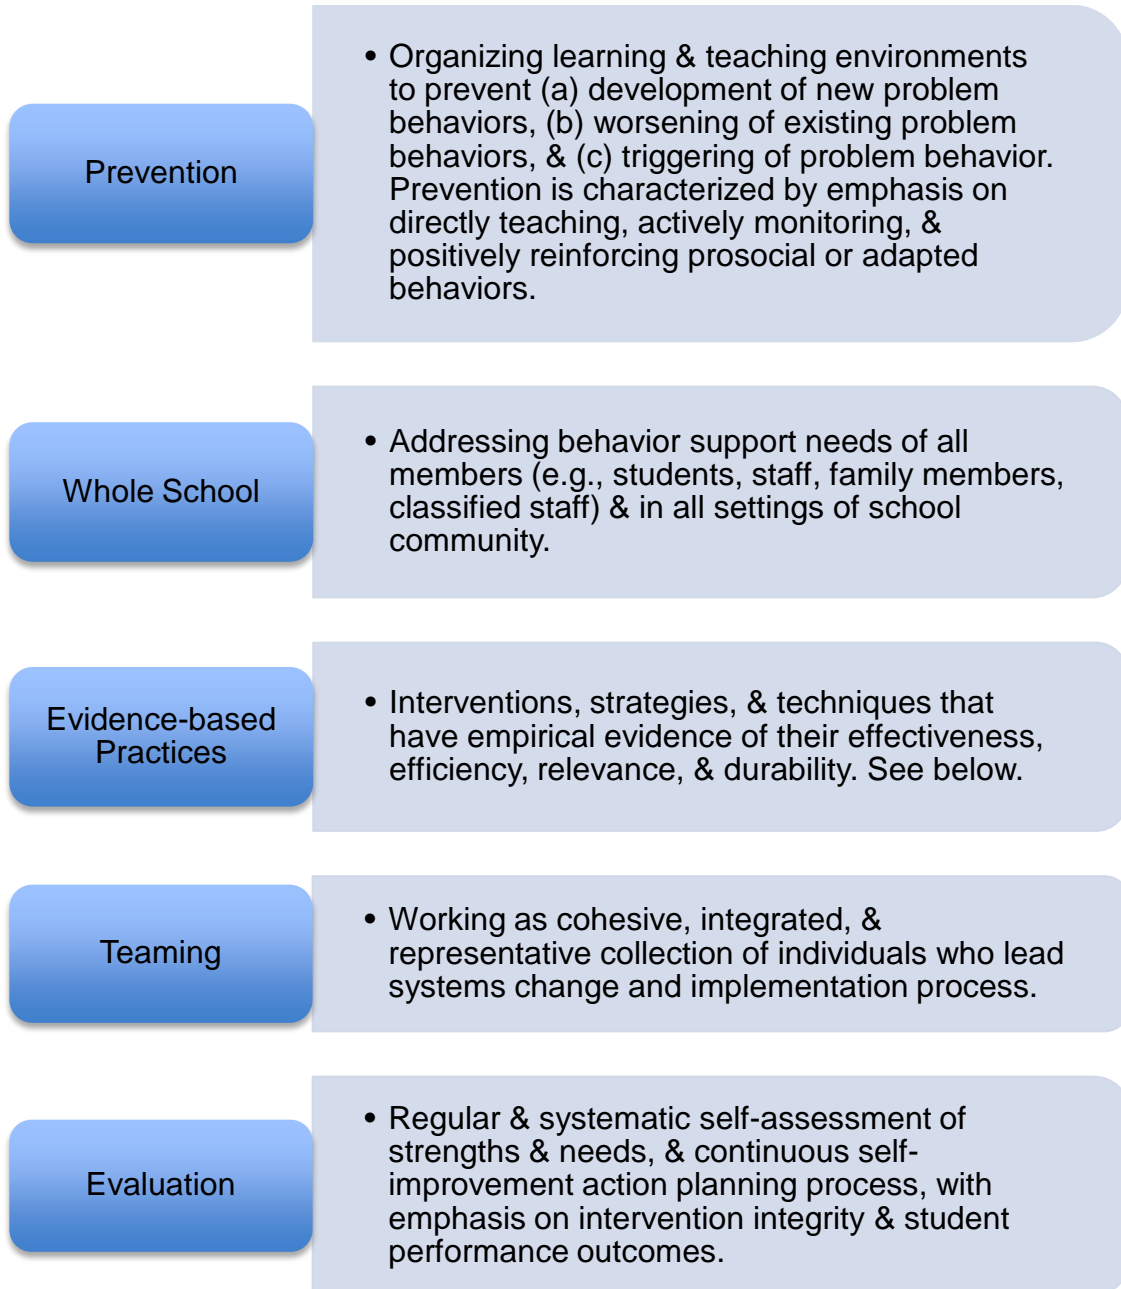 Prevention
• Organizing learning & teaching environments
to prevent (a) development of new problem
behaviors, (b) worsening of existing problem
behaviors, & (c) triggering of problem behavior.
Prevention is characterized by emphasis on
directly teaching, actively monitoring, &
positively reinforcing prosocial or adapted
behaviors.
Whole School
• Addressing behavior support needs of all
members (e.g., students, staff, family members,
classified staff) & in all settings of school
community.
Evidence-based
Practices
• Interventions, strategies, & techniques that
have empirical evidence of their effectiveness,
efficiency, relevance, & durability. See below.
Teaming
• Working as cohesive, integrated, &
representative collection of individuals who lead
systems change and implementation process.
Evaluation
• Regular & systematic self-assessment of
strengths & needs, & continuous self-
improvement action planning process, with
emphasis on intervention integrity & student
performance outcomes.